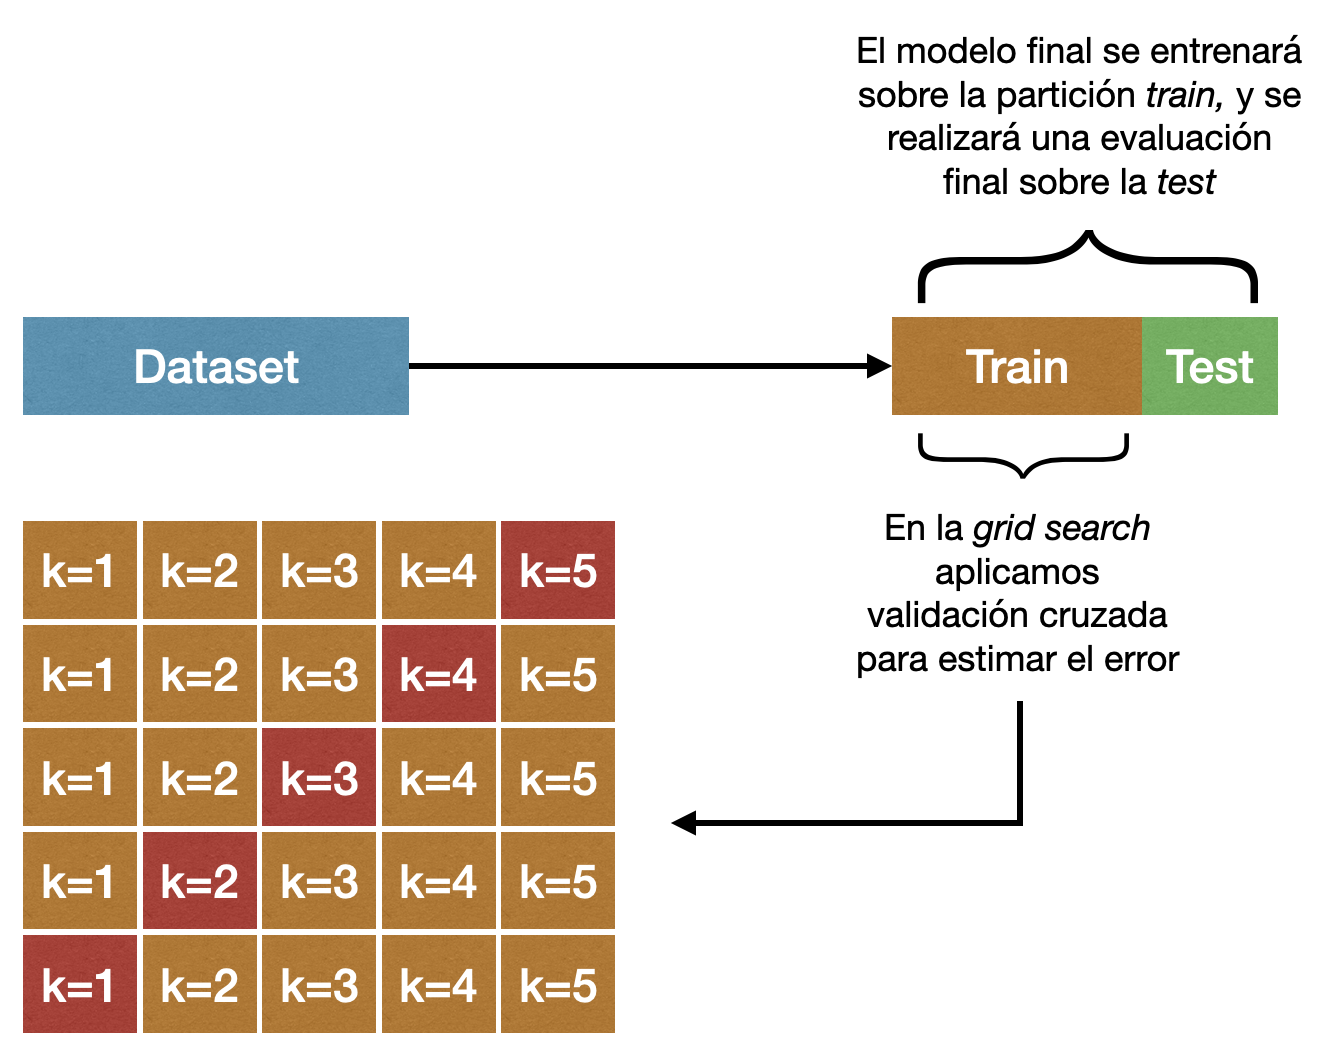 El modelo final se entrenará
sobre la partición train, y se
realizará una evaluación
final sobre la test
Dataset
Train
Test
En la grid search
aplicamos
validación cruzada
para estimar el error
k=1 k=2 k=3 k=4 k=5
k=1 k=2 k=3 k=4 k=5
k=1 k=2 k=3 k=4 k=5
k=1 k=2 k=3 k=4 k=5
k=1 k=2 k=3 k=4 k=5